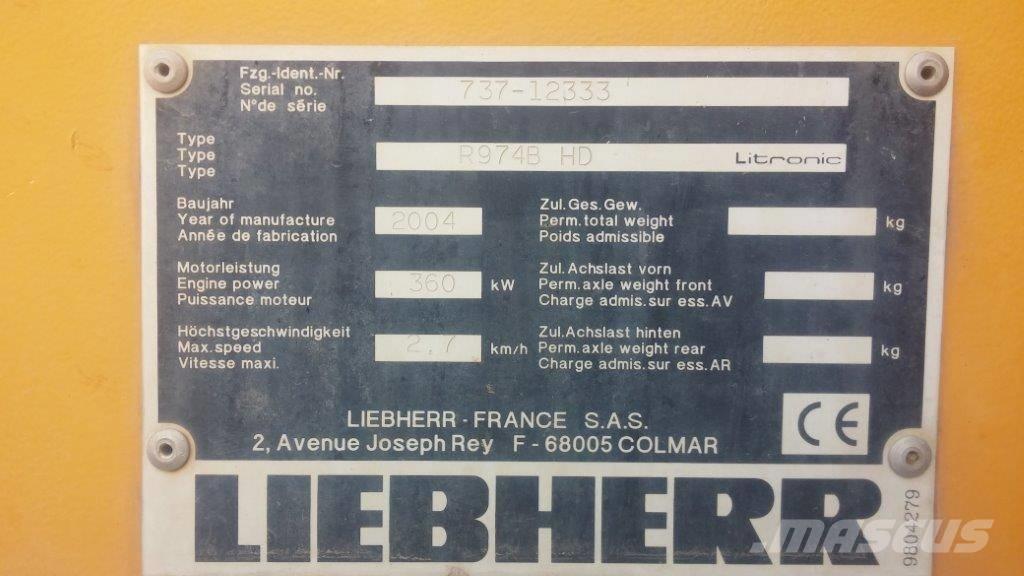 Fzg.-Ident.-Nr.
Serial no. 737-12333
N°de série
Type
Type R974B HD Litronic
Type
Baujahr
Year of manufacture 2004
Année de fabrication
Zul.Ges.Gew.
Perm.total weight kg
Poids admissible
Motorleistung
Engine power 360 kW
Puissance moteur
Zul.Achslast vorn
Perm.axle weight front kg
Charge admis.sur ess.AV
Höchstgeschwindigkeit
Max.speed 2.7 km/h
Vitesse maxi.
Zul.Achslast hinten
Perm.axle weight rear kg
Charge admis.sur ess.AR
LIEBHERR - FRANCE S.A.S.
2, Avenue Joseph Rey F - 68005 COLMAR
CE
LIEBHERR
9804279
MASCUS